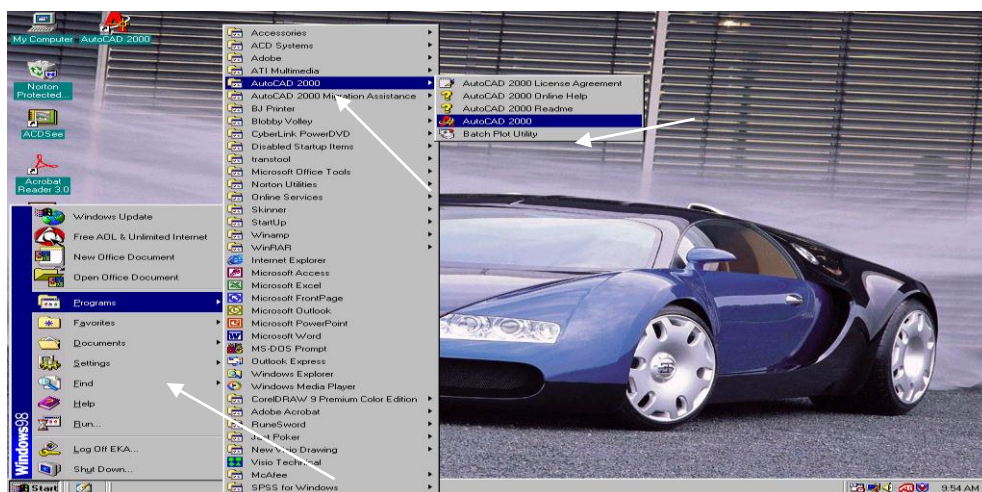 My Computer
AutoCAD 2000
Norton
Protected...
ACDSee
Acrobat
Reader 3.0
Windows Update
Free AOL & Unlimited Internet
New Office Document
Open Office Document
Programs
Favorites
Documents
Settings
Find
Help
Run...
Log Off EKA...
Shut Down...
Windows98
Accessories
ACD Systems
Adobe
ATI Multimedia
AutoCAD 2000
AutoCAD 2000 Migration Assistance
BJ Printer
Blobby Volley
CyberLink PowerDVD
Disabled Startup Items
transtool
Microsoft Office Tools
Norton Utilities
Online Services
Skinner
StartUp
Winamp
WinRAR
Internet Explorer
Microsoft Access
Microsoft Excel
Microsoft FrontPage
Microsoft Outlook
Microsoft PowerPoint
Microsoft Word
MS-DOS Prompt
Outlook Express
Windows Explorer
Windows Media Player
CorelDRAW 9 Premium Color Edition
Adobe Acrobat
RuneSword
Jeet Poker
New Visio Drawing
Visio Technical
McAfee
SPSS for Windows
AutoCAD 2000 License Agreement
AutoCAD 2000 Online Help
AutoCAD 2000 Readme
AutoCAD 2000
Batch Plot Utility
Start
9:54 AM